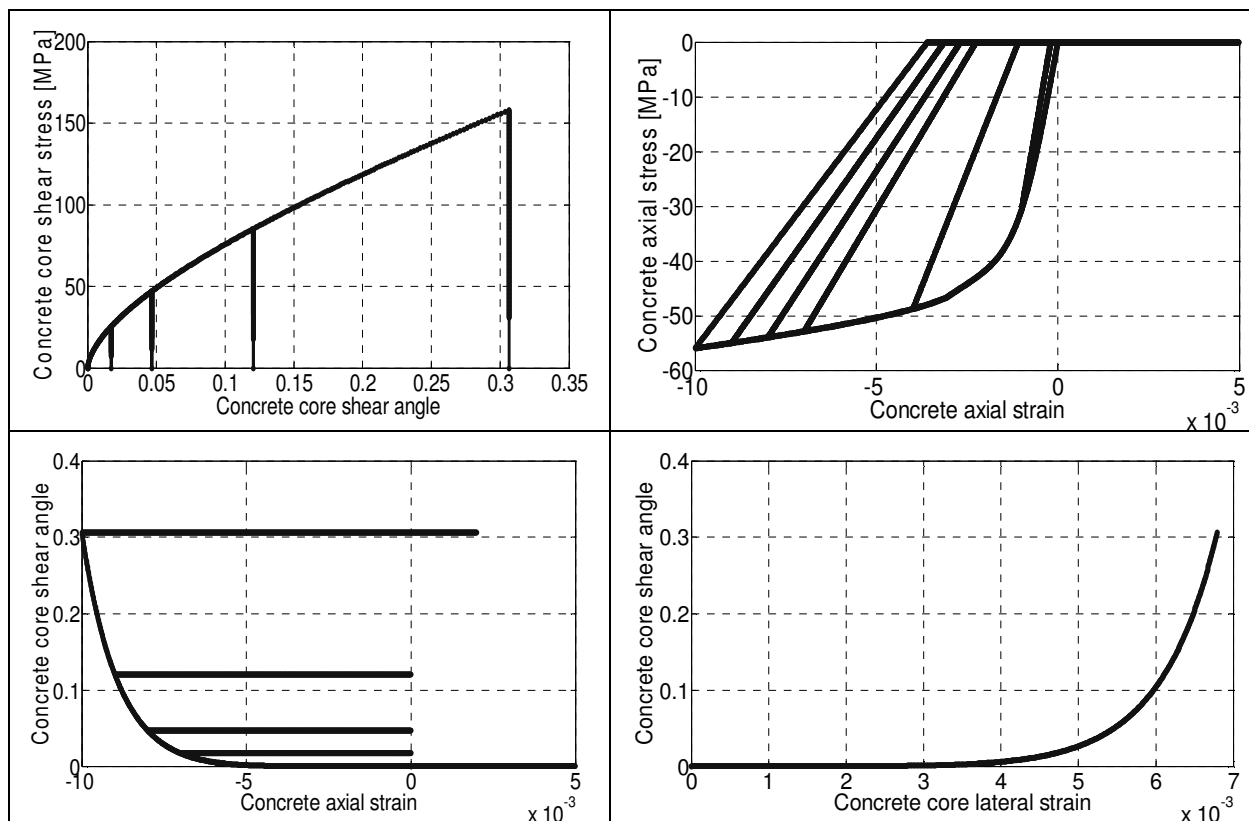 Concrete core shear stress [MPa]
200
150
100
50
0
0 0.05 0.1 0.15 0.2 0.25 0.3 0.35
Concrete core shear angle
Concrete axial stress [MPa]
0
-10
-20
-30
-40
-50
-60
-10 -5 0 5
Concrete axial strain
x 10⁻³
Concrete core shear angle
0.4
0.3
0.2
0.1
0
-10 -5 0 5
Concrete axial strain
x 10⁻³
Concrete core shear angle
0.4
0.3
0.2
0.1
0
0 1 2 3 4 5 6 7
Concrete core lateral strain
x 10⁻³